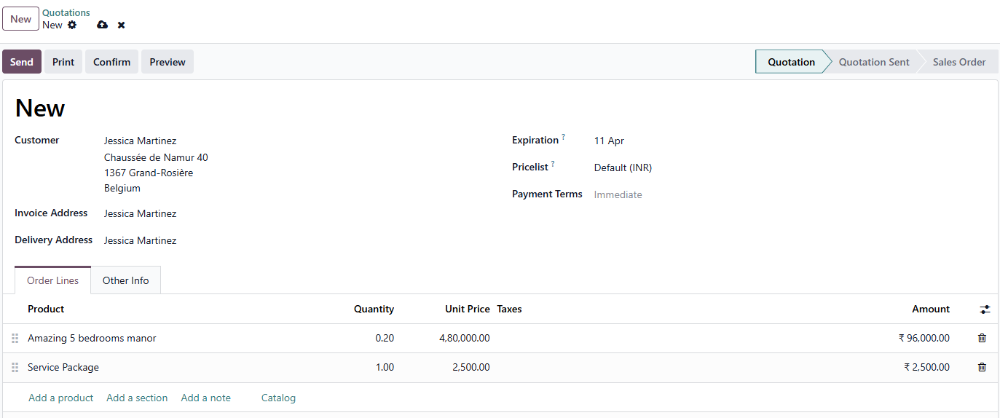 New
Quotations
New
Send Print Confirm Preview
Quotation Quotation Sent Sales Order
New
Customer Jessica Martinez
Chaussée de Namur 40
1367 Grand-Rosière
Belgium
Invoice Address Jessica Martinez
Delivery Address Jessica Martinez
Expiration ? 11 Apr
Pricelist ? Default (INR)
Payment Terms Immediate
Order Lines Other Info
Product Quantity Unit Price Taxes Amount
Amazing 5 bedrooms manor 0.20 4,80,000.00 ₹ 96,000.00
Service Package 1.00 2,500.00 ₹ 2,500.00
Add a product Add a section Add a note Catalog